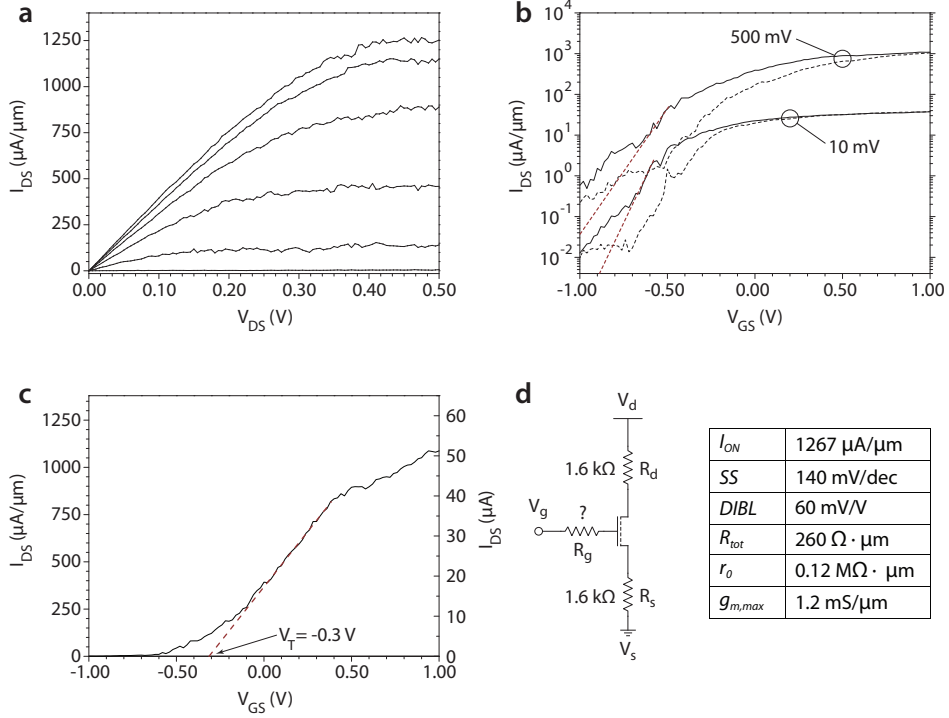 a
1250
1000
750
500
250
0
0.00 0.10 0.20 0.30 0.40 0.50
I_DS (µA/µm)
V_DS (V)
b
10^4
10^3
10^2
10^1
10^0
10^-1
10^-2
-1.00 -0.50 0.00 0.50 1.00
I_DS (µA/µm)
V_GS (V)
500 mV
10 mV
c
1250
1000
750
500
250
0
60
50
40
30
20
10
0
-1.00 -0.50 0.00 0.50 1.00
I_DS (µA/µm)
I_DS (µA)
V_T= -0.3 V
V_GS (V)
d
V_d
1.6 kΩ R_d
V_g
?
R_g
1.6 kΩ R_s
V_s
I_ON 1267 µA/µm
SS 140 mV/dec
DIBL 60 mV/V
R_tot 260 Ω · µm
r_0 0.12 MΩ · µm
g_m,max 1.2 mS/µm